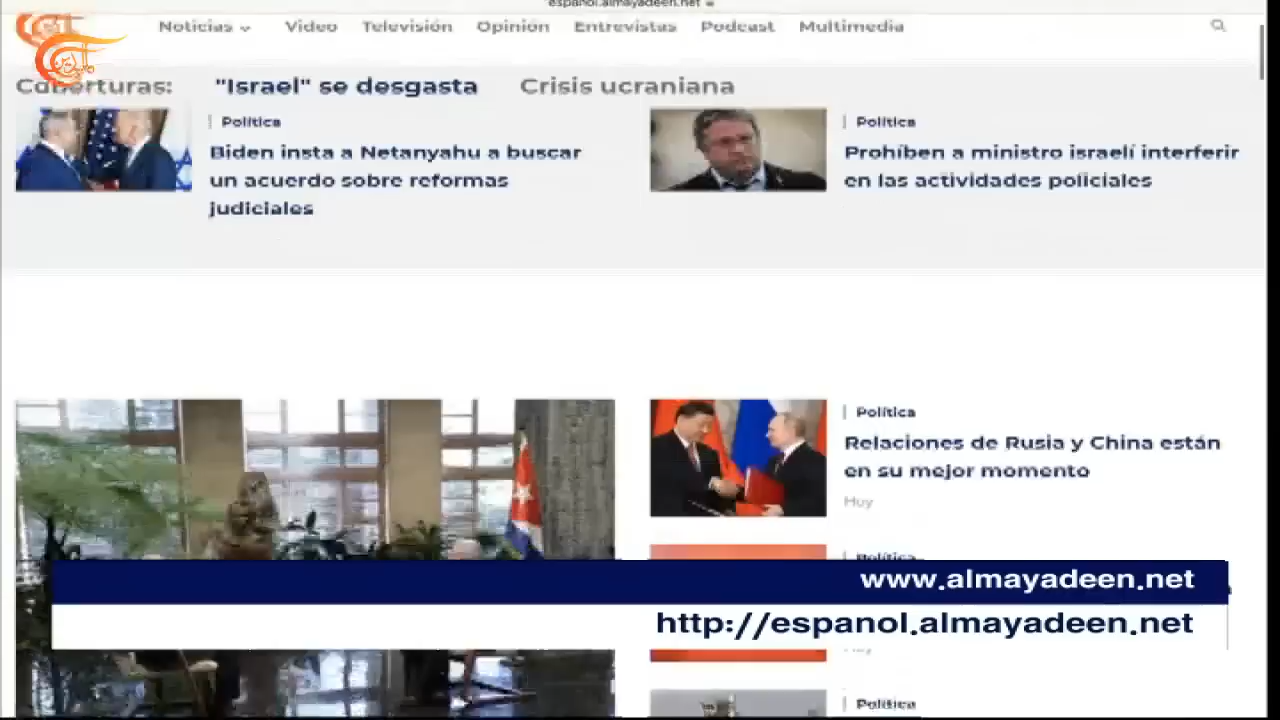 espanol.almayadeen.net
Noticias Video Televisión Opinión Entrevistas Podcast Multimedia
Coberturas: "Israel" se desgasta Crisis ucraniana
Política
Biden insta a Netanyahu a buscar
un acuerdo sobre reformas
judiciales
Política
Prohíben a ministro israelí interferir
en las actividades policiales
Política
Relaciones de Rusia y China están
en su mejor momento
Hoy
Política
www.almayadeen.net
http://espanol.almayadeen.net
Hoy
Política